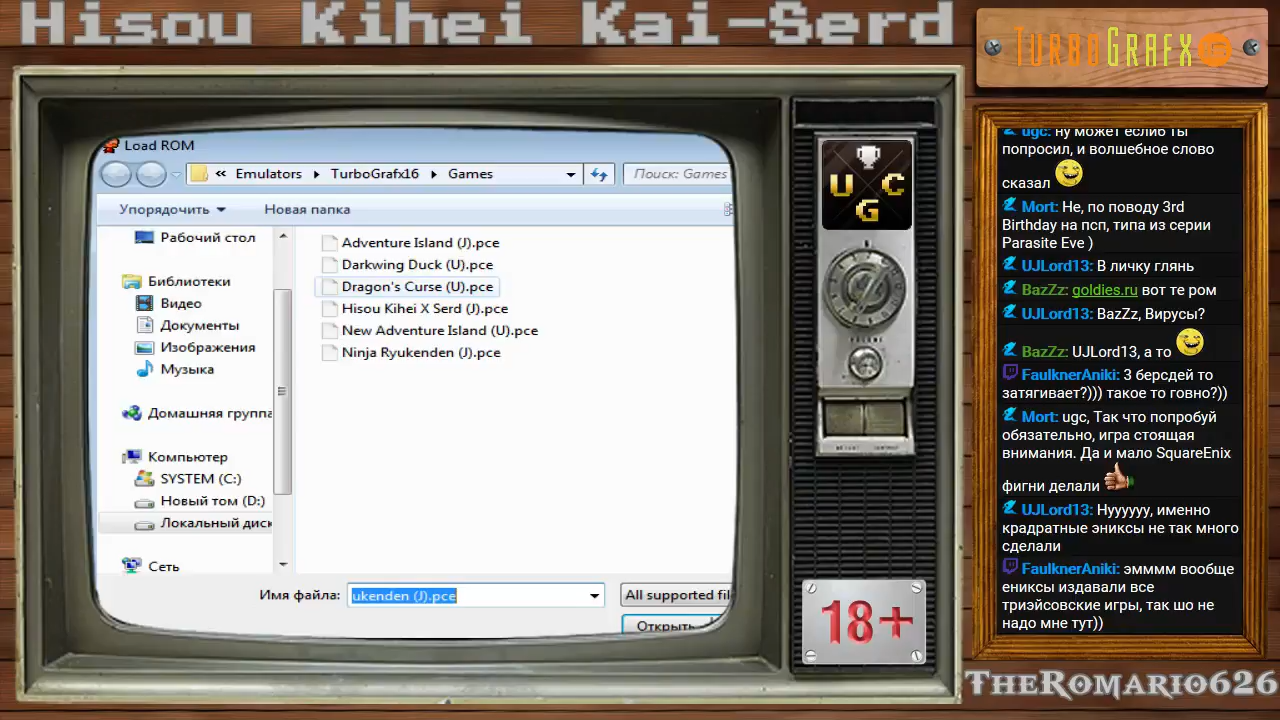 Hisou Kihei Kai-Serd
TurboGrafx
Load ROM
« Emulators TurboGrafx16 Games
Поиск: Games
Упорядочить
Новая папка
Рабочий стол
Библиотеки
Видео
Документы
Изображения
Музыка
Домашняя группа
Компьютер
SYSTEM (C:)
Новый том (D:)
Локальный диск
Сеть
Adventure Island (J).pce
Darkwing Duck (U).pce
Dragon's Curse (U).pce
Hisou Kihei X Serd (J).pce
New Adventure Island (U).pce
Ninja Ryukenden (J).pce
Имя файла:
ukenden (J).pce
All supported file
Открыть
U C
G
VOLUME
18+
ugc: ну может еслиб ты
попросил, и волшебное слово
сказал
Mort: Не, по поводу 3rd
Birthday на псп, типа из серии
Parasite Eve )
UJLord13: В личку глянь
BazZz: goldies.ru вот те ром
UJLord13: BazZz, Вирусы?
BazZz: UJLord13, а то
FaulknerAniki: 3 берсдей то
затягивает?))) такое то говно?))
Mort: ugc, Так что попробуй
обязательно, игра стоящая
внимания. Да и мало SquareEnix
фигни делали
UJLord13: Нууууу, именно
крадратные эниксы не так много
сделали
FaulknerAniki: эмммм вообще
ениксы издавали все
триэйсовские игры, так шо не
надо мне тут))
TheRomario626